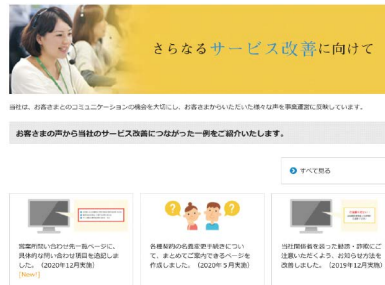 さらなるサービス改善に向けて
当社は、お客さまとのコミュニケーションの機会を大切にし、お客さまからいただいた様々な声を事業運営に反映しています。
お客さまの声から当社のサービス改善につながった一例をご紹介いたします。
すべて見る
営業所問い合わせ先一覧ページに、
具体的な問い合わせ項目を追記しま
した。（2020年12月実施）
[New!]
各種契約の名義変更手続きについ
て、まとめてご案内できるページを
作成しました。（2020年５月実施）
当社関係者を装った勧誘・詐欺にご
注意いただくよう、お知らせ方法を
改善しました。（2019年12月実施）